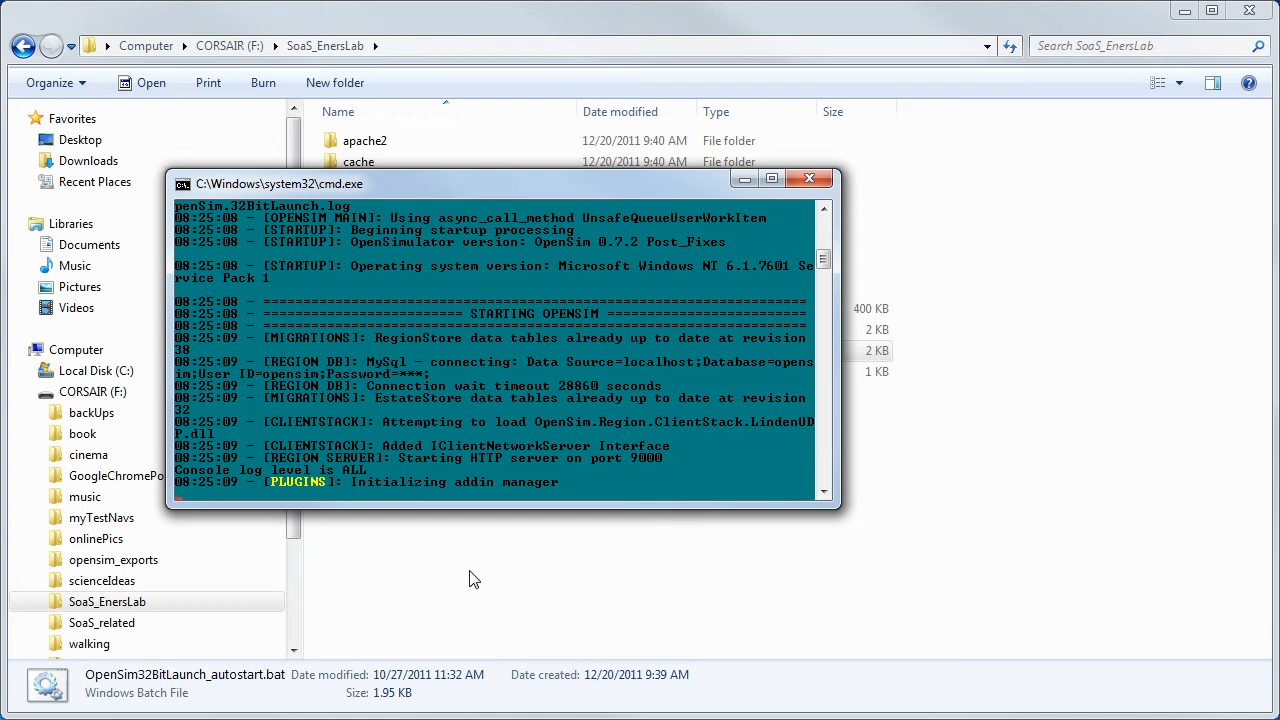 Computer CORSAIR (F:) SoaS_EnersLab
Search SoaS_EnersLab
Organize Open Print Burn New folder
Favorites
Desktop
Downloads
Recent Places
Libraries
Documents
Music
Pictures
Videos
Computer
Local Disk (C:)
CORSAIR (F:)
backUps
book
cinema
GoogleChromePo
music
myTestNavs
onlinePics
opensim_exports
scienceIdeas
SoaS_EnersLab
SoaS_related
walking
Name Date modified Type Size
apache2 12/20/2011 9:40 AM File folder
cache 12/20/2011 9:40 AM File folder
400 KB
2 KB
2 KB
1 KB
C:\Windows\system32\cmd.exe
penSim.32BitLaunch.log
08:25:08 - [OPENSIM MAIN]: Using async_call_method UnsafeQueueUserWorkItem
08:25:08 - [STARTUP]: Beginning startup processing
08:25:08 - [STARTUP]: OpenSimulator version: OpenSim 0.7.2 Post_Fixes
08:25:08 - [STARTUP]: Operating system version: Microsoft Windows NT 6.1.7601 Se
rvice Pack 1
08:25:08 - ====================================================================
08:25:08 - ========================= STARTING OPENSIM =========================
08:25:08 - ====================================================================
08:25:09 - [MIGRATIONS]: RegionStore data tables already up to date at revision
38
08:25:09 - [REGION DB]: MySql - connecting: Data Source=localhost;Database=opens
im;User ID=opensim;Password=***;
08:25:09 - [REGION DB]: Connection wait timeout 28860 seconds
08:25:09 - [MIGRATIONS]: EstateStore data tables already up to date at revision
32
08:25:09 - [CLIENTSTACK]: Attempting to load OpenSim.Region.ClientStack.LindenUD
P.dll
08:25:09 - [CLIENTSTACK]: Added IClientNetworkServer Interface
08:25:09 - [REGION SERVER]: Starting HTTP server on port 9000
Console log level is ALL
08:25:09 - [PLUGINS]: Initializing addin manager
OpenSim32BitLaunch_autostart.bat Date modified: 10/27/2011 11:32 AM Date created: 12/20/2011 9:39 AM
Windows Batch File Size: 1.95 KB